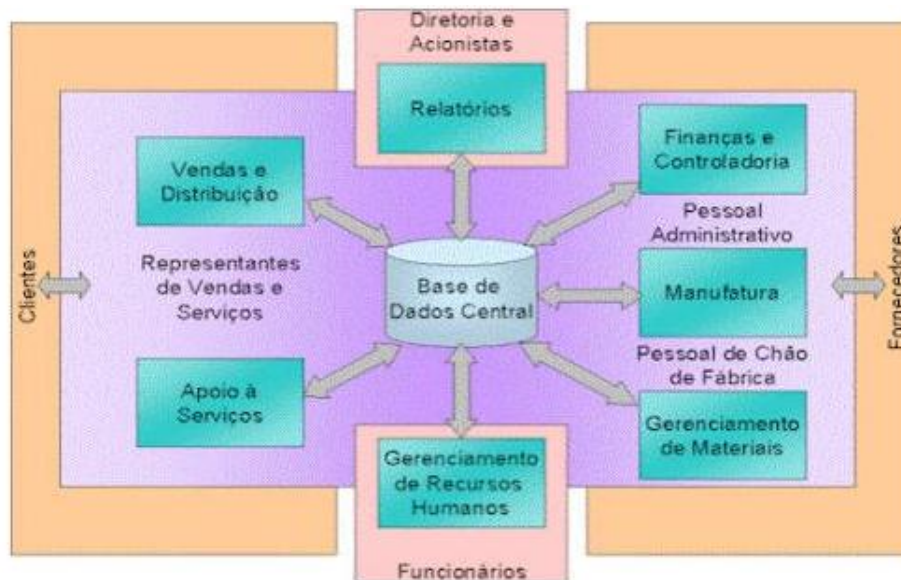 Diretoria e
Acionistas
Relatórios
Vendas e
Distribuição
Finanças e
Controladoria
Pessoal
Administrativo
Representantes
de Vendas e
Serviços
Base de
Dados Central
Manufatura
Clientes
Fornecedores
Pessoal de Chão
de Fábrica
Apoio à
Serviços
Gerenciamento
de Materiais
Gerenciamento
de Recursos
Humanos
Funcionários